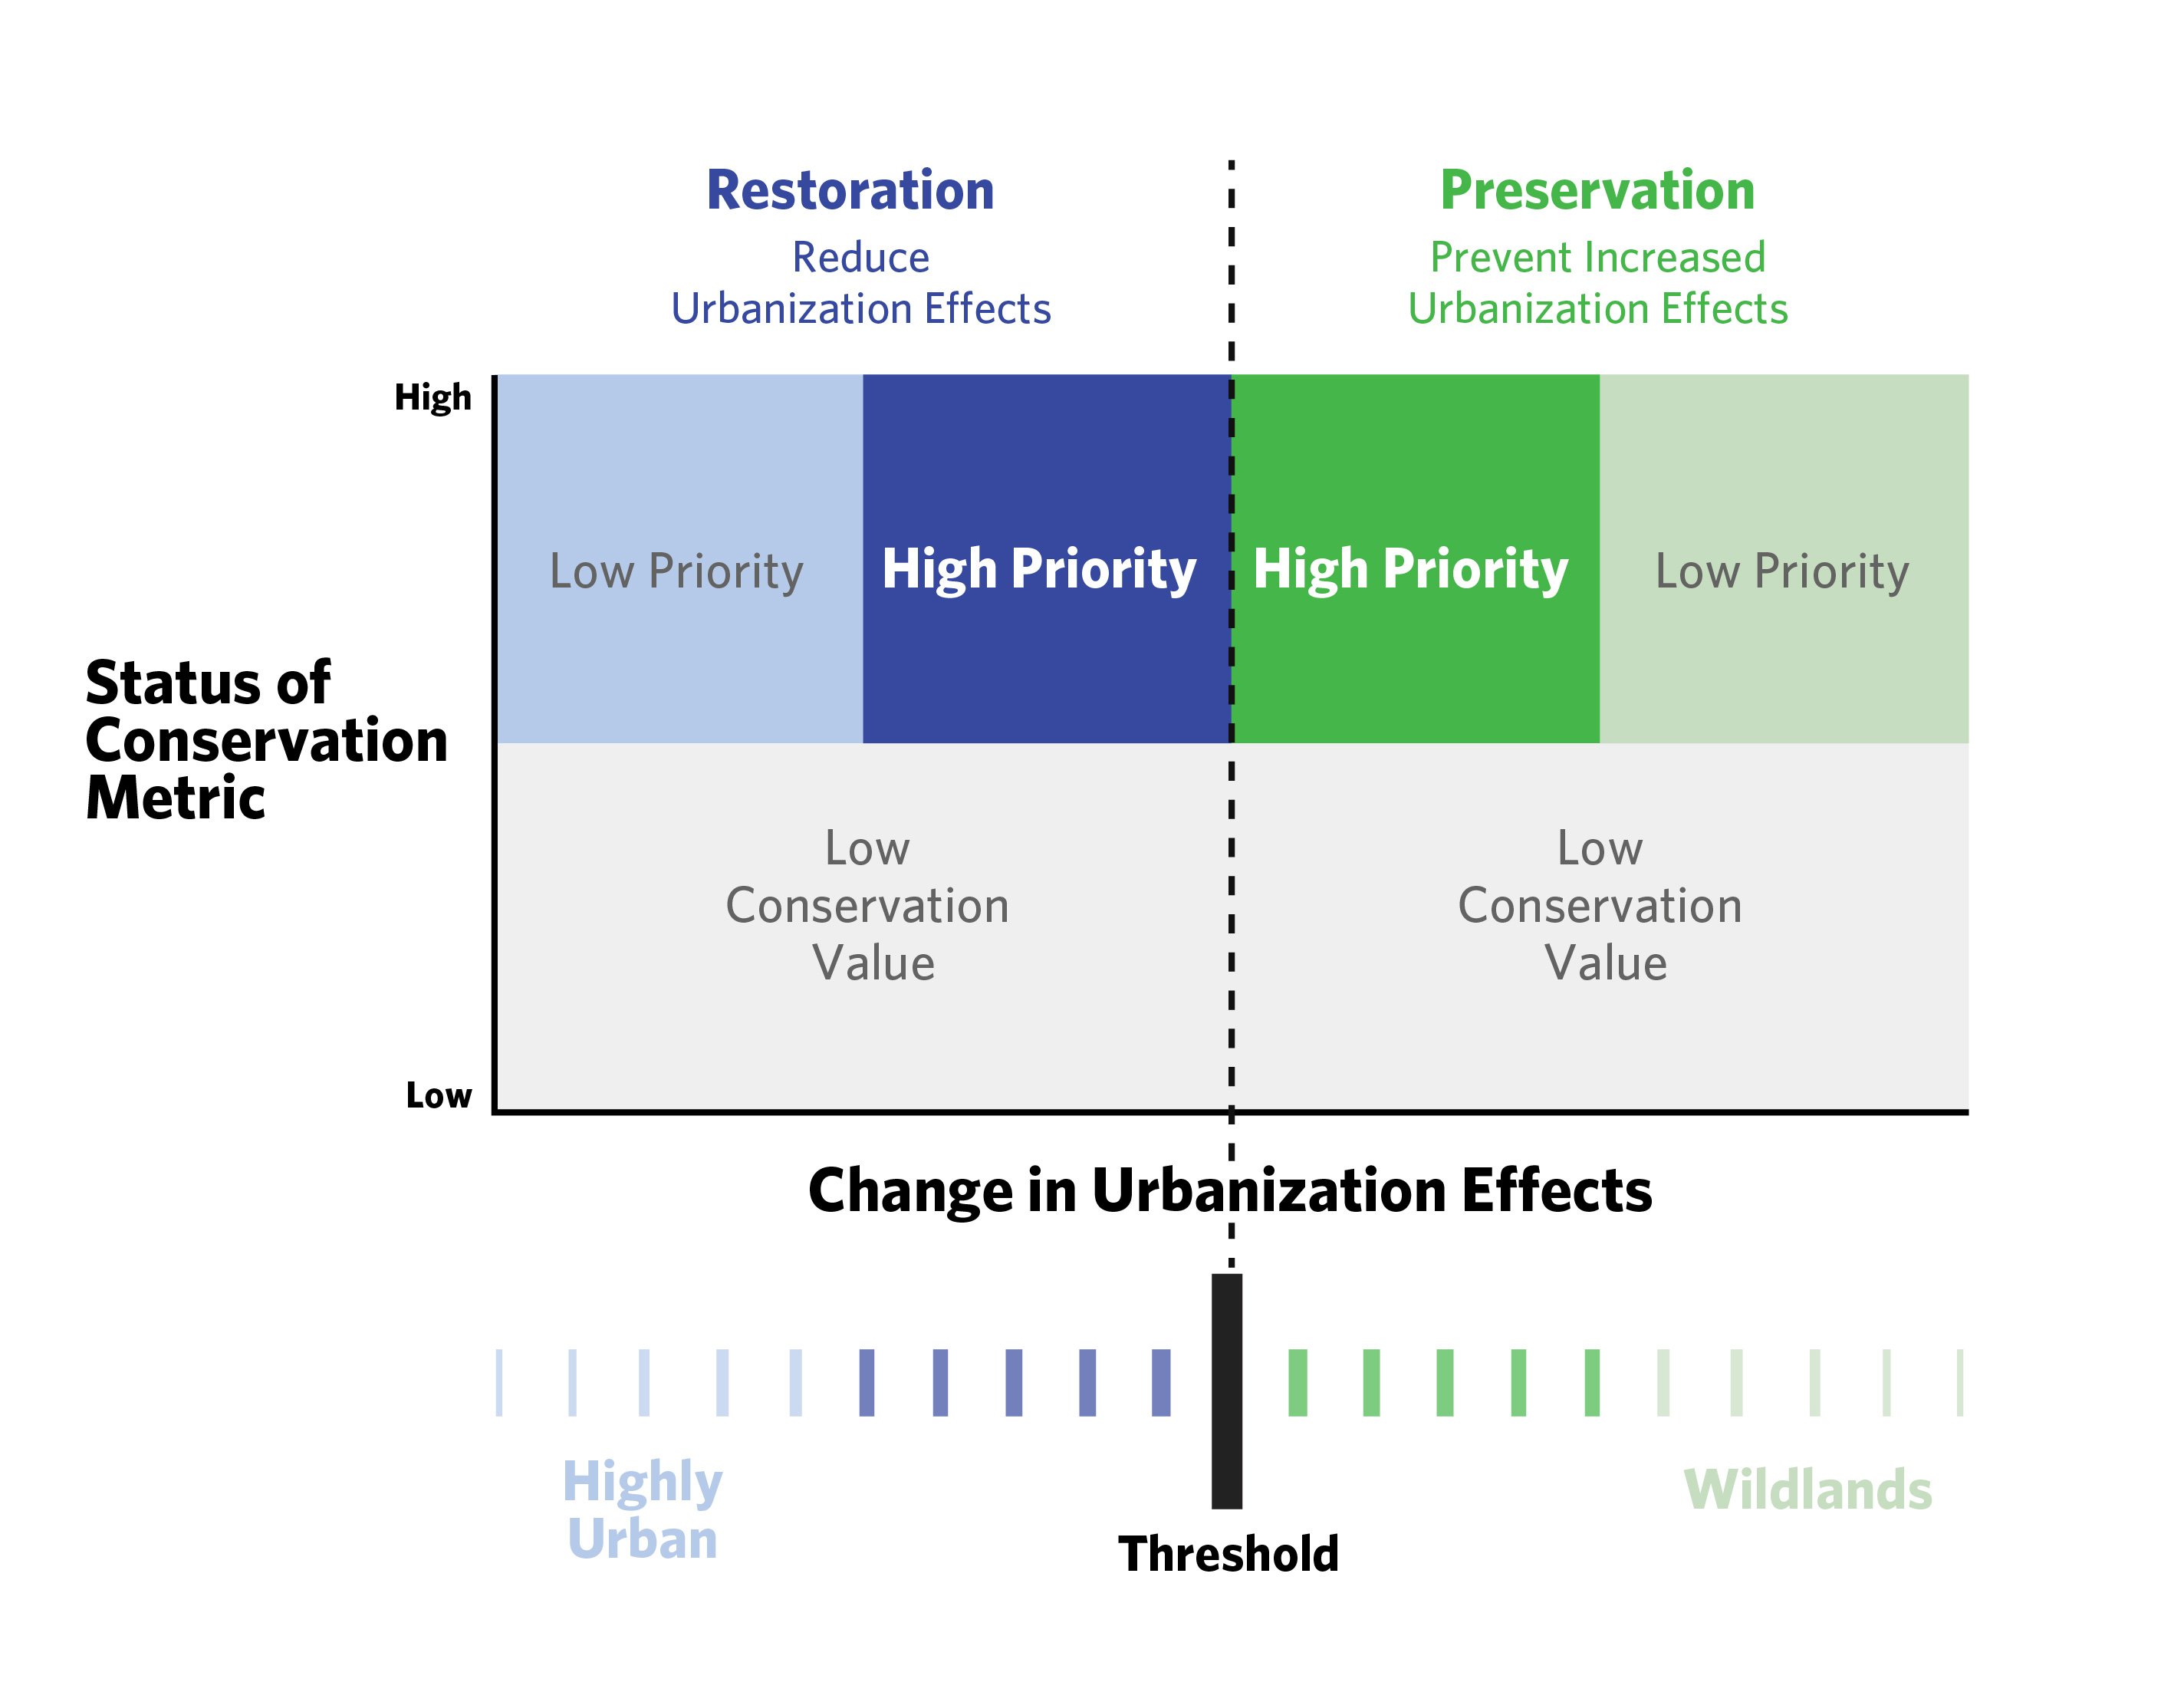 Restoration
Reduce
Urbanization Effects
Preservation
Prevent Increased
Urbanization Effects
High
Low Priority
High Priority
High Priority
Low Priority
Status of
Conservation
Metric
Low
Conservation
Value
Low
Conservation
Value
Low
Change in Urbanization Effects
Highly
Urban
Threshold
Wildlands